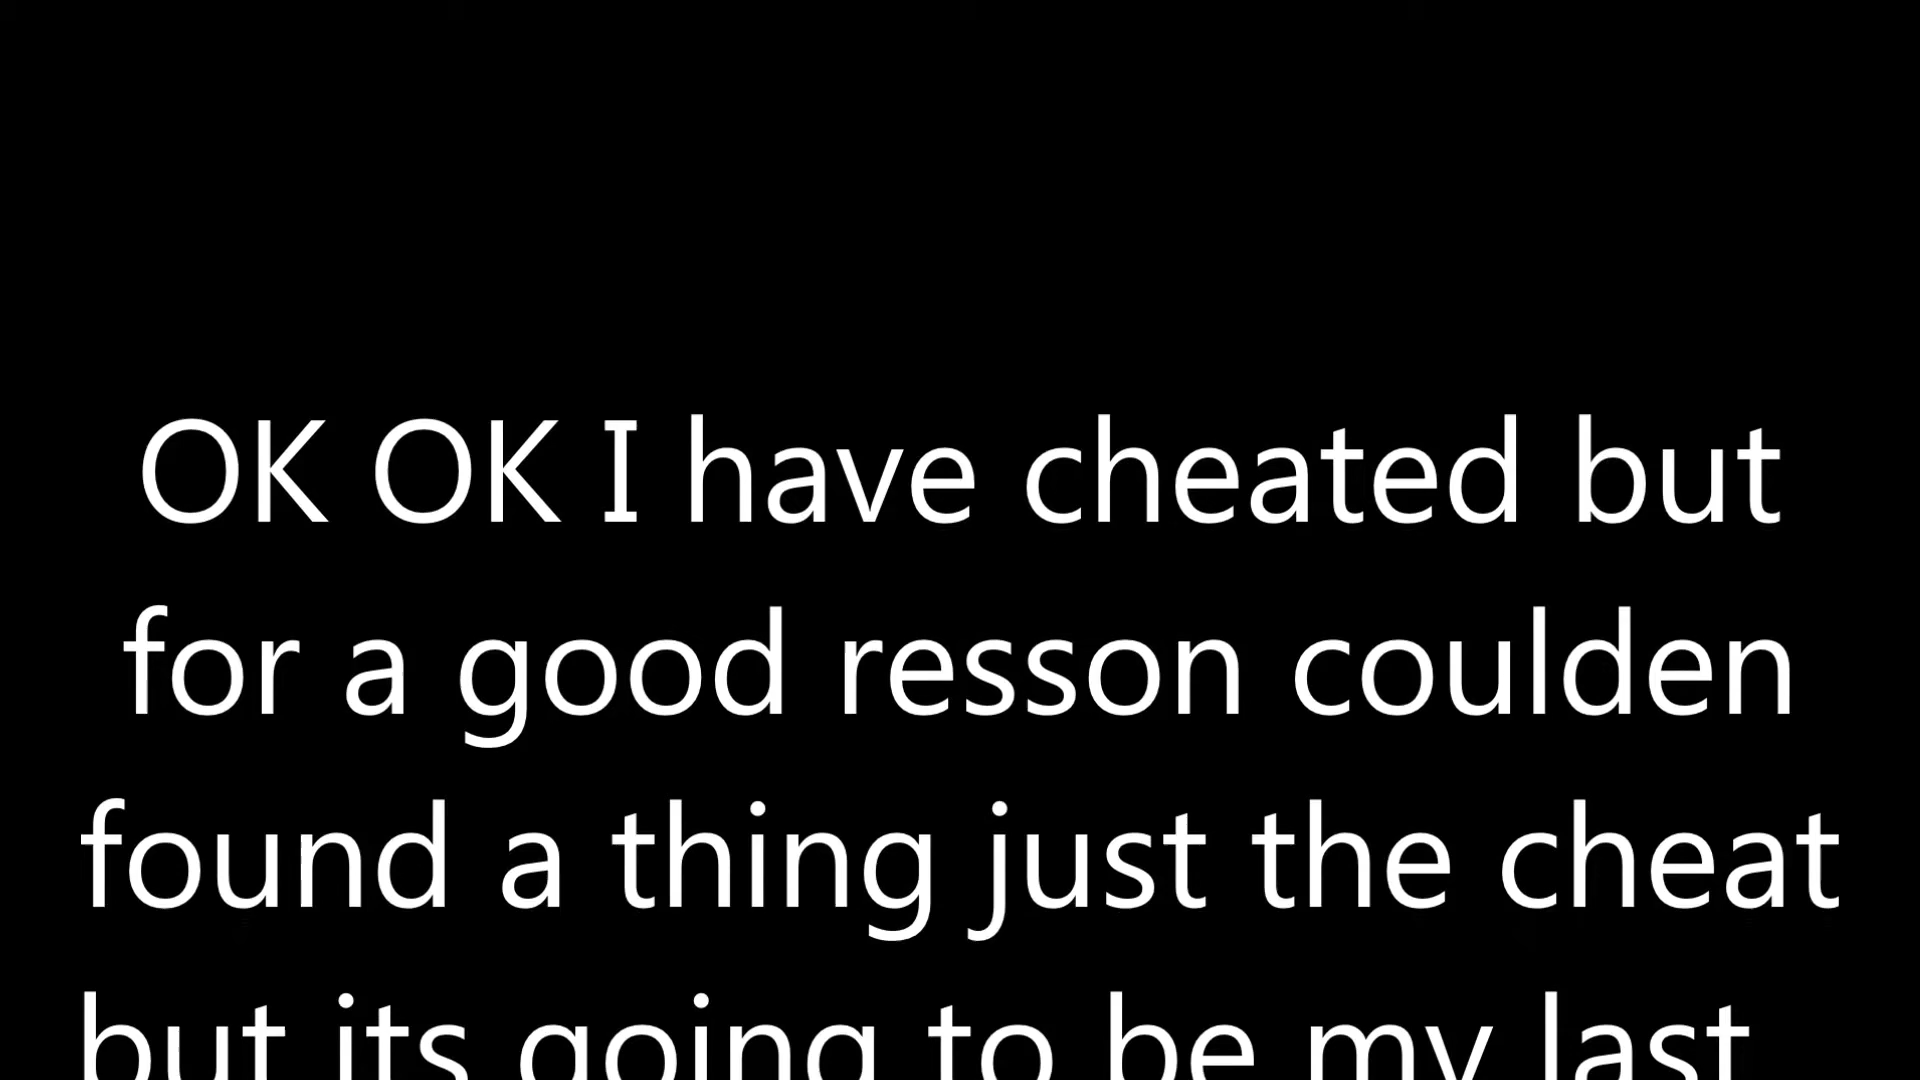 OK OK I have cheated but
for a good resson coulden
found a thing just the cheat
but its going to be my last